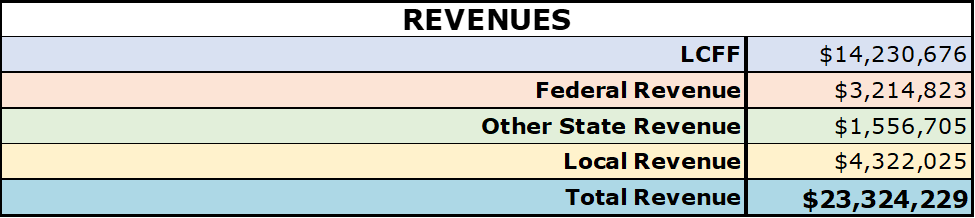 REVENUES
LCFF $14,230,676
Federal Revenue $3,214,823
Other State Revenue $1,556,705
Local Revenue $4,322,025
Total Revenue $23,324,229